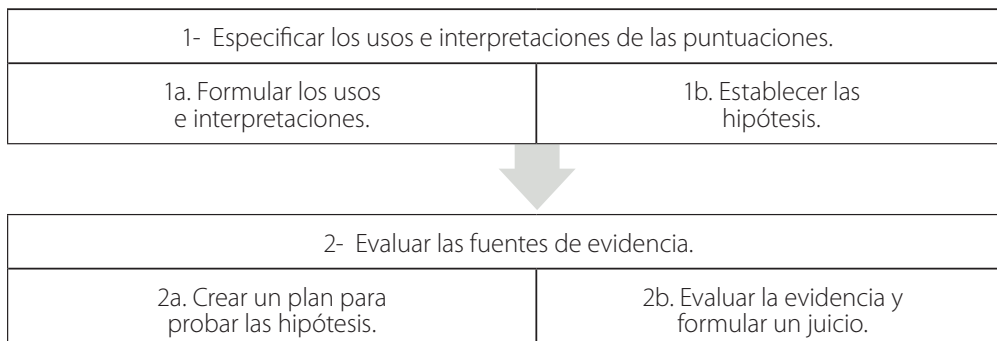 1- Especificar los usos e interpretaciones de las puntuaciones.
1a. Formular los usos
e interpretaciones.
1b. Establecer las
hipótesis.
2- Evaluar las fuentes de evidencia.
2a. Crear un plan para
probar las hipótesis.
2b. Evaluar la evidencia y
formular un juicio.